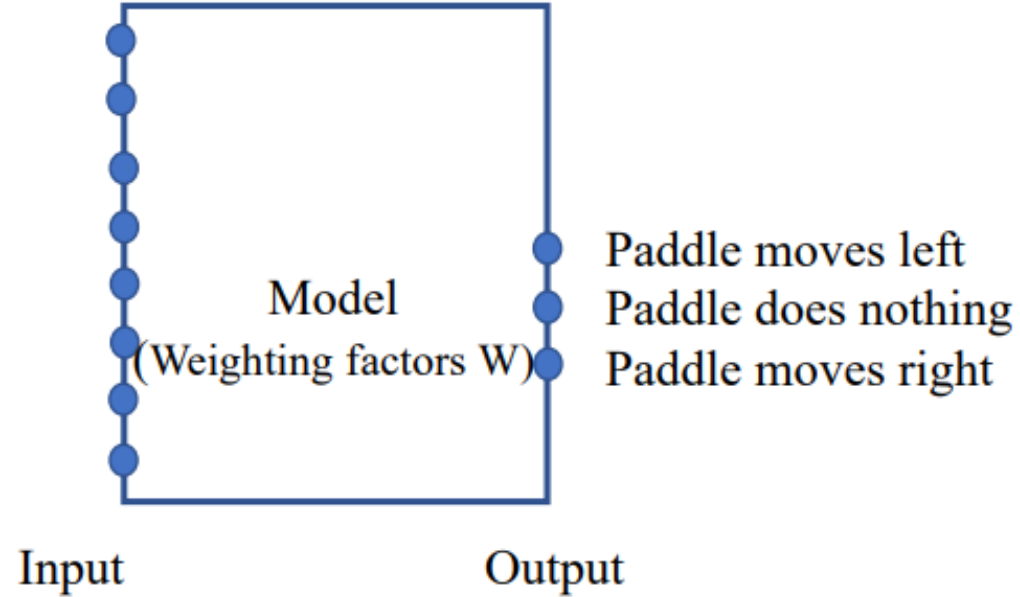 Paddle moves left
Model
Paddle does nothing
(Weighting factors W)
Paddle moves right
Input
Output